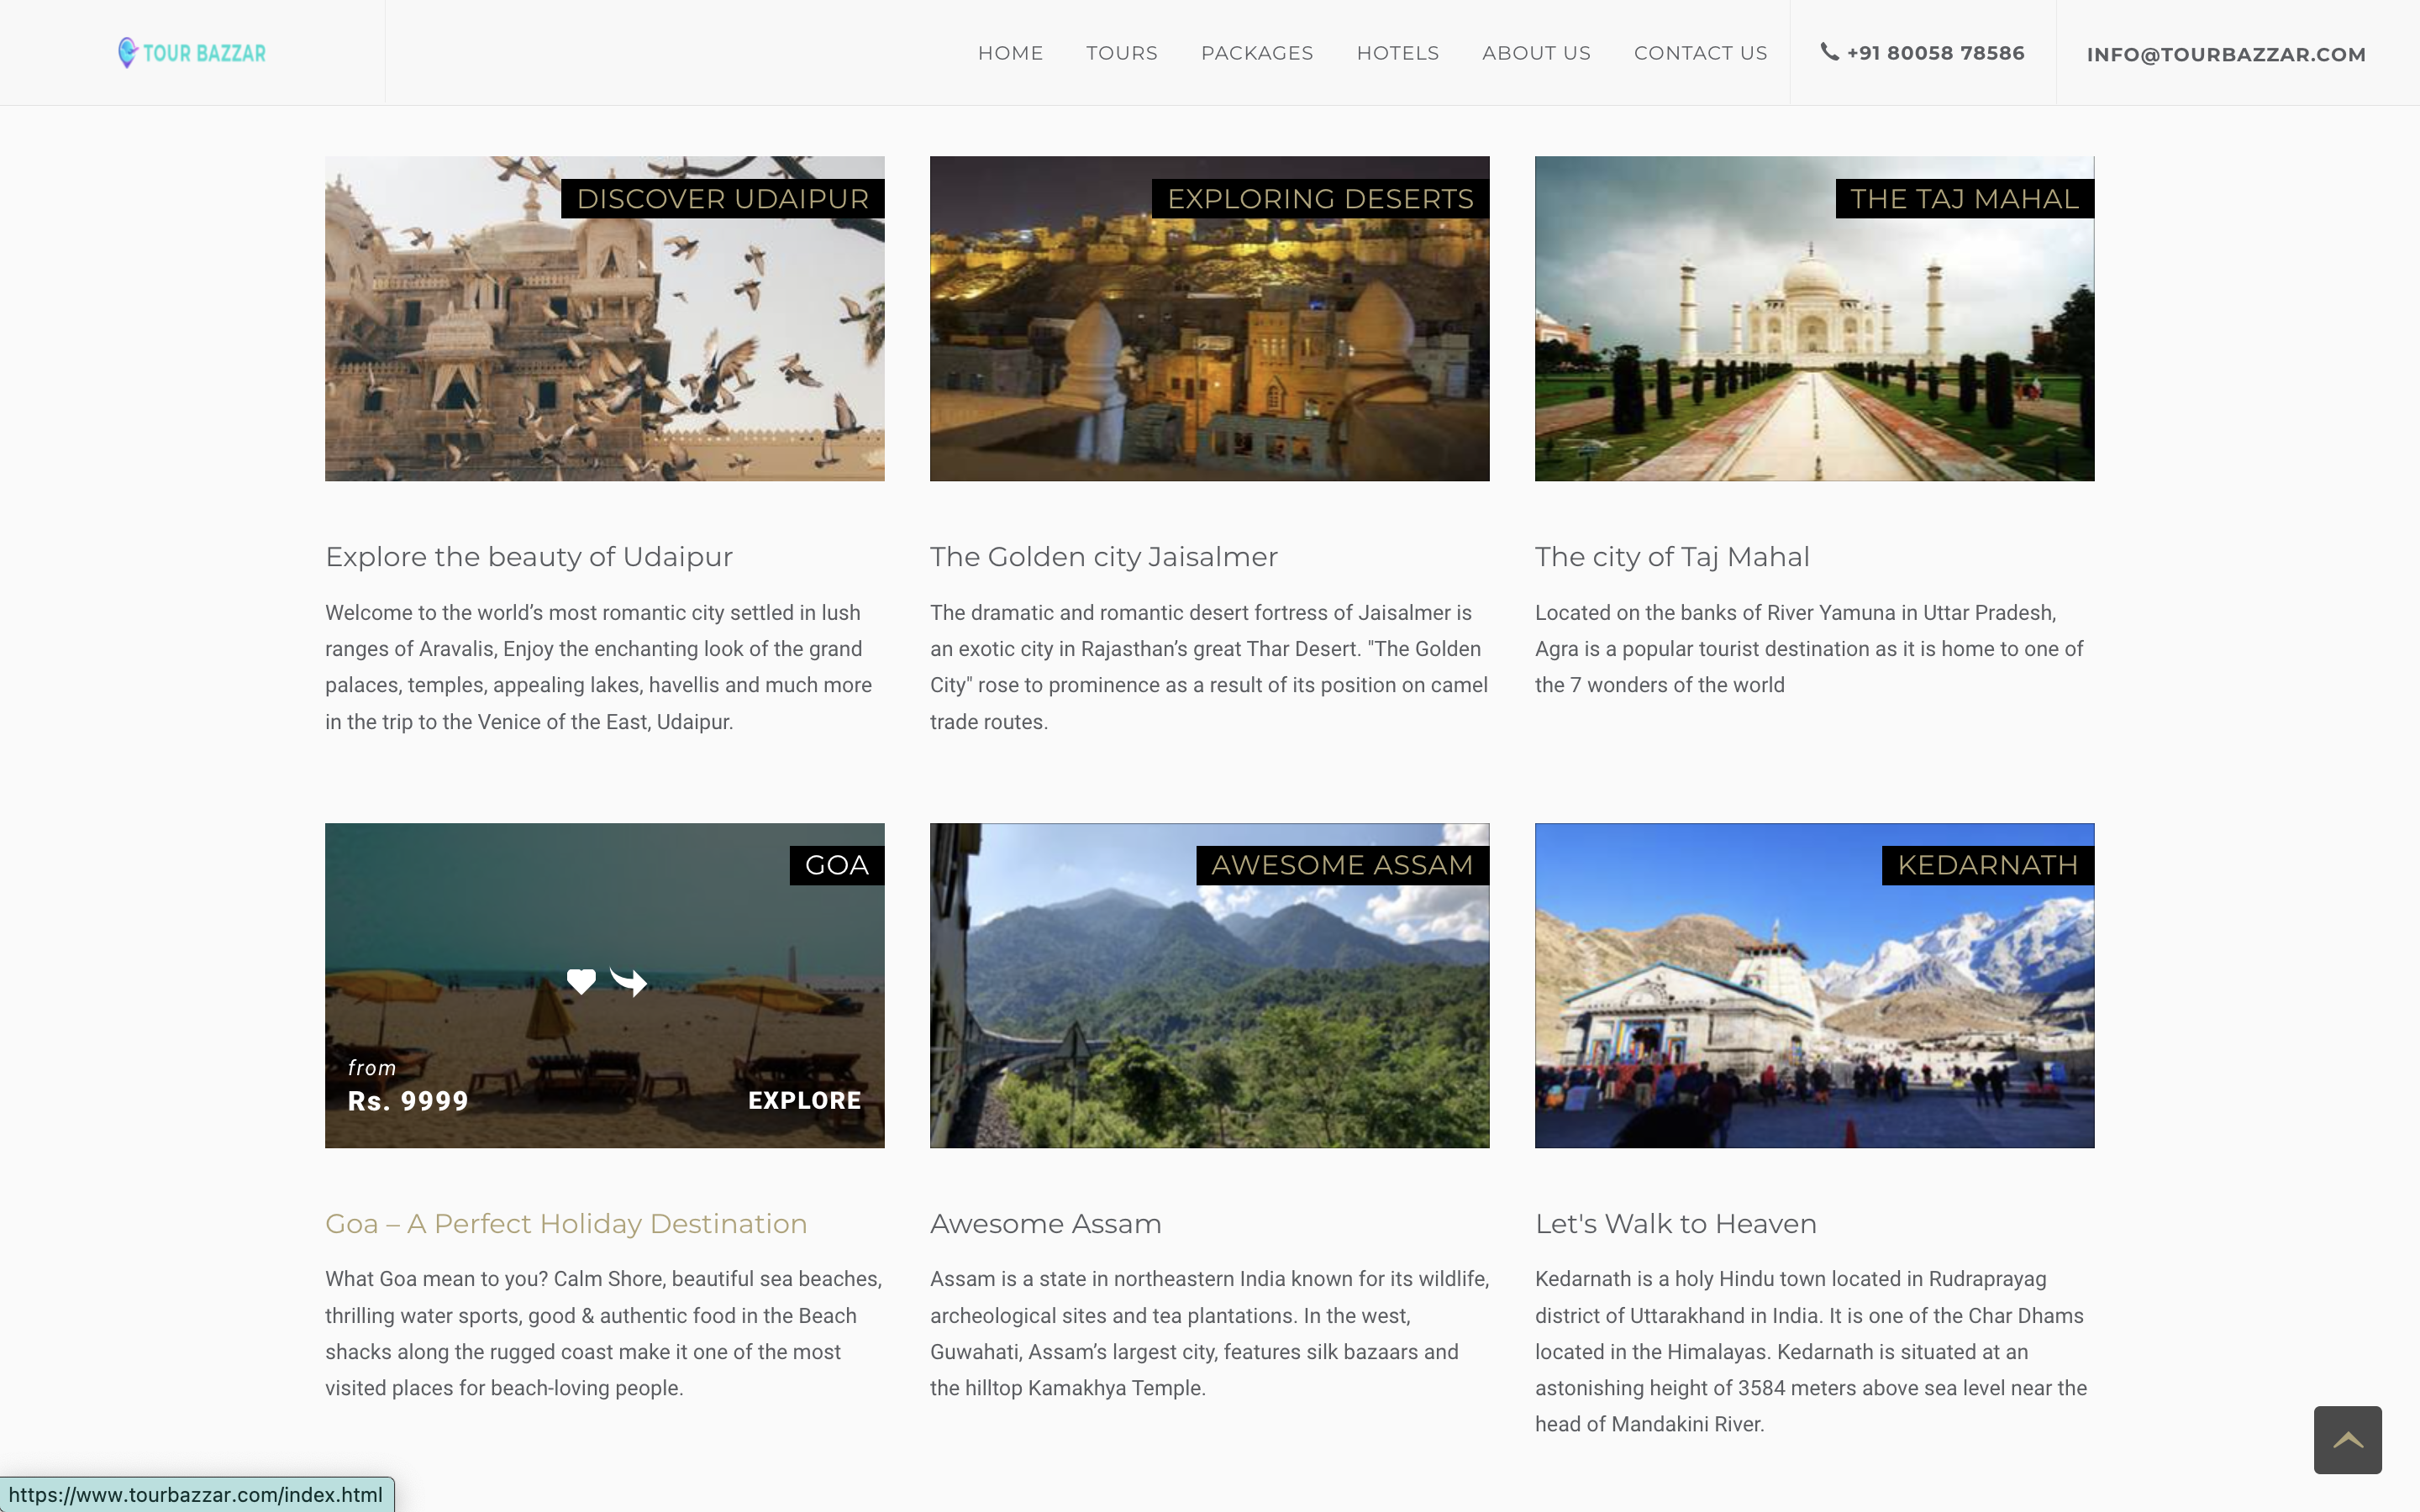 TOUR BAZZAR
HOME TOURS PACKAGES HOTELS ABOUT US CONTACT US +91 80058 78586 INFO@TOURBAZZAR.COM
DISCOVER UDAIPUR
Explore the beauty of Udaipur
Welcome to the world’s most romantic city settled in lush
ranges of Aravalis, Enjoy the enchanting look of the grand
palaces, temples, appealing lakes, havellis and much more
in the trip to the Venice of the East, Udaipur.
EXPLORING DESERTS
The Golden city Jaisalmer
The dramatic and romantic desert fortress of Jaisalmer is
an exotic city in Rajasthan’s great Thar Desert. "The Golden
City" rose to prominence as a result of its position on camel
trade routes.
THE TAJ MAHAL
The city of Taj Mahal
Located on the banks of River Yamuna in Uttar Pradesh,
Agra is a popular tourist destination as it is home to one of
the 7 wonders of the world
GOA
from
Rs. 9999
EXPLORE
Goa – A Perfect Holiday Destination
What Goa mean to you? Calm Shore, beautiful sea beaches,
thrilling water sports, good & authentic food in the Beach
shacks along the rugged coast make it one of the most
visited places for beach-loving people.
AWESOME ASSAM
Awesome Assam
Assam is a state in northeastern India known for its wildlife,
archeological sites and tea plantations. In the west,
Guwahati, Assam’s largest city, features silk bazaars and
the hilltop Kamakhya Temple.
KEDARNATH
Let's Walk to Heaven
Kedarnath is a holy Hindu town located in Rudraprayag
district of Uttarakhand in India. It is one of the Char Dhams
located in the Himalayas. Kedarnath is situated at an
astonishing height of 3584 meters above sea level near the
head of Mandakini River.
https://www.tourbazzar.com/index.html